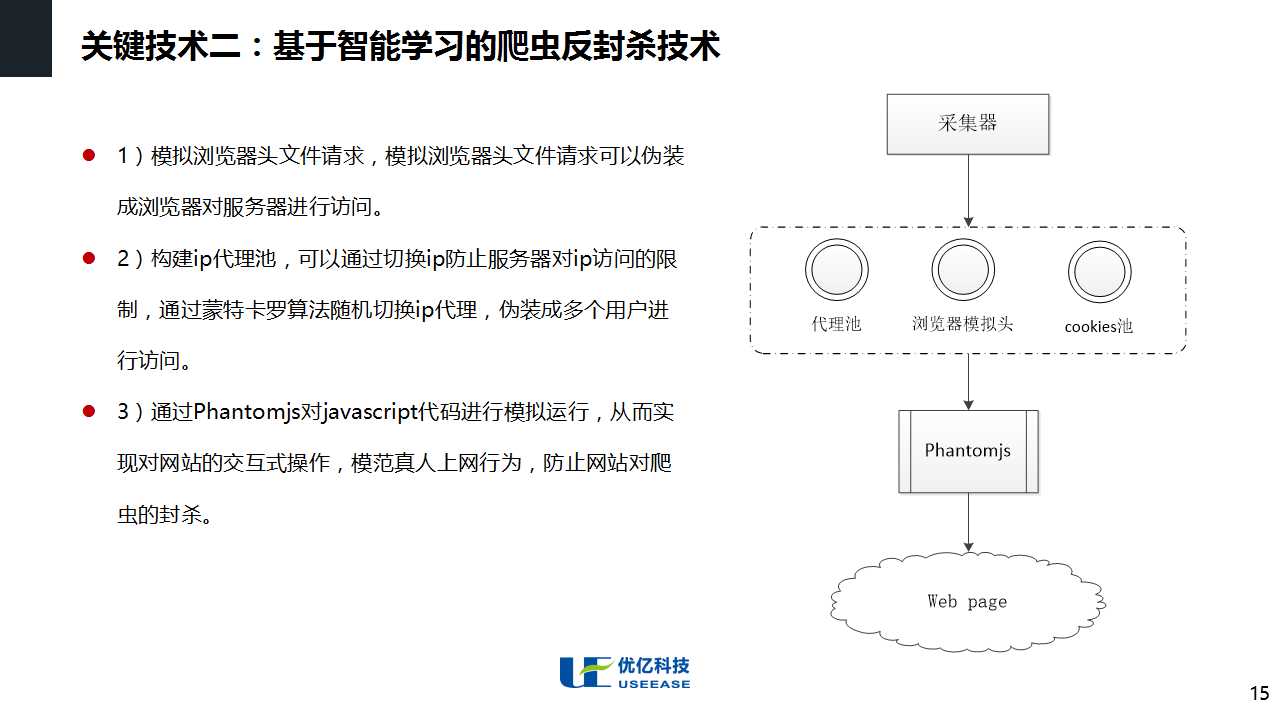 关键技术二：基于智能学习的爬虫反封杀技术
1）模拟浏览器头文件请求，模拟浏览器头文件请求可以伪装
成浏览器对服务器进行访问。
2）构建ip代理池，可以通过切换ip防止服务器对ip访问的限
制，通过蒙特卡罗算法随机切换ip代理，伪装成多个用户进
行访问。
3）通过Phantomjs对javascript代码进行模拟运行，从而实
现对网站的交互式操作，模范真人上网行为，防止网站对爬
虫的封杀。
采集器
代理池
浏览器模拟头
cookies池
Phantomjs
Web page
优亿科技
USEEASE
15